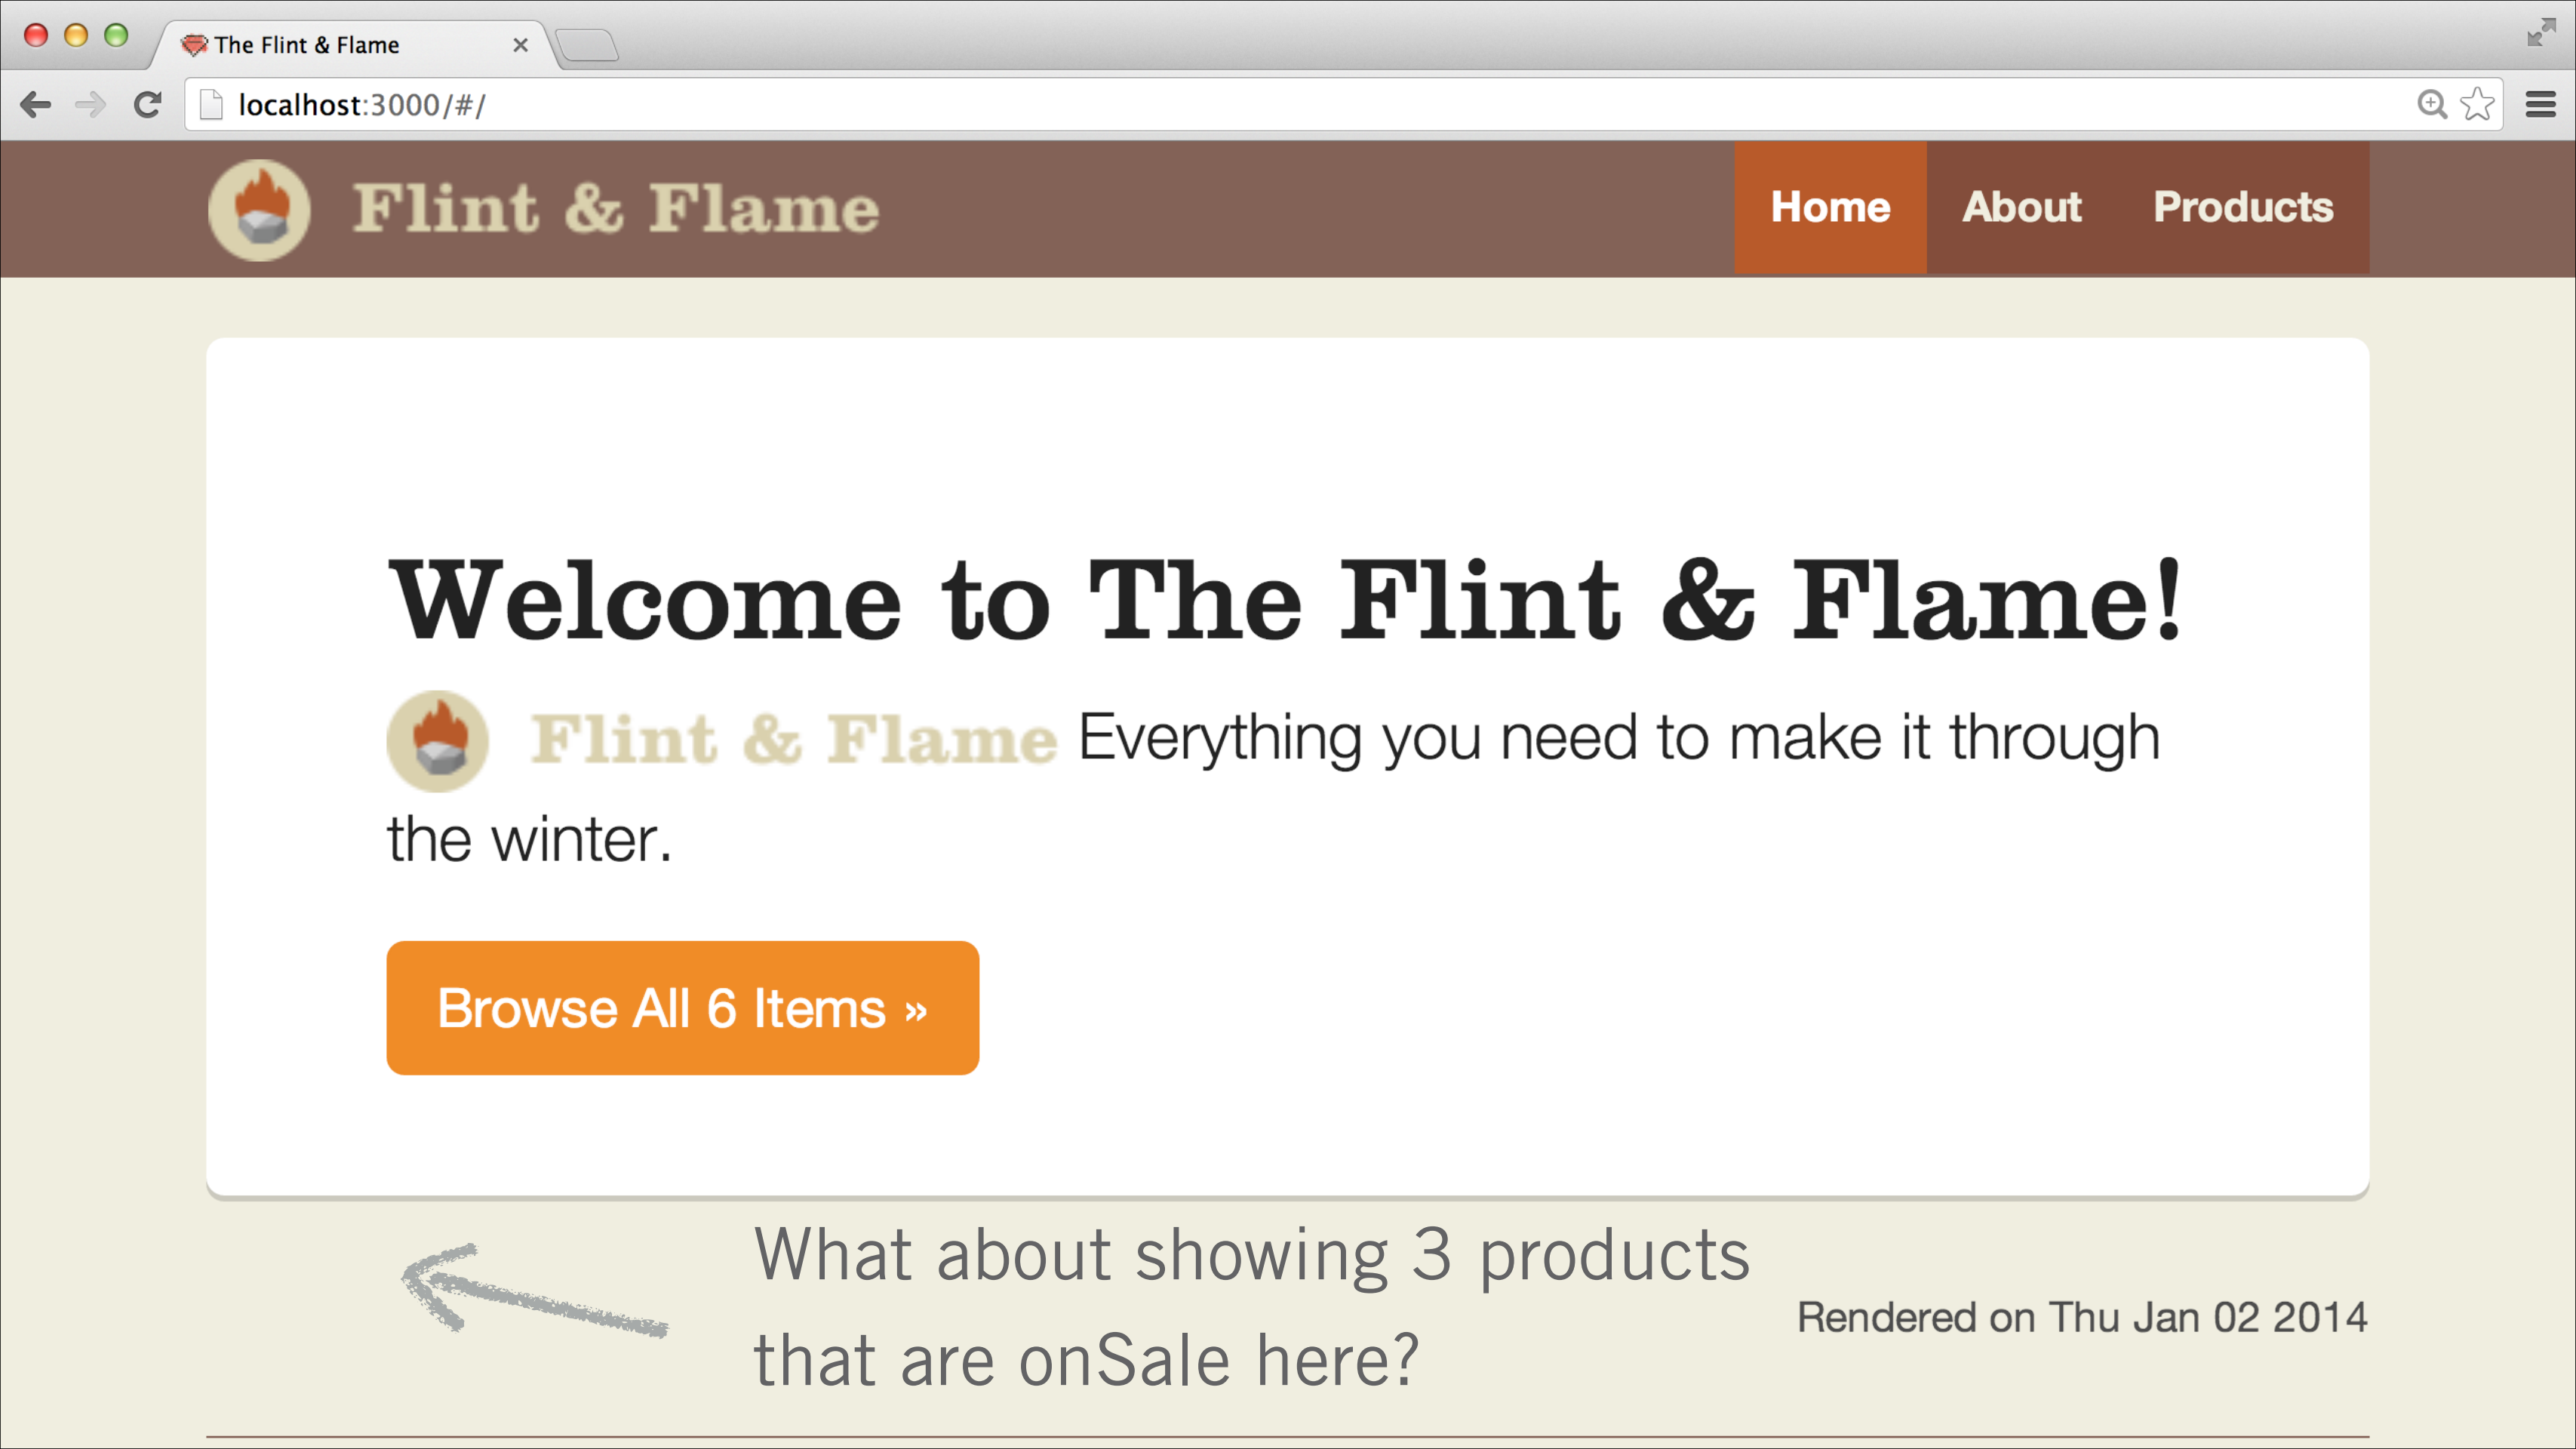 The Flint & Flame
localhost:3000/#/
Flint & Flame
Home About Products
Welcome to The Flint & Flame!
Flint & Flame Everything you need to make it through
the winter.
Browse All 6 Items »
What about showing 3 products
that are onSale here?
Rendered on Thu Jan 02 2014